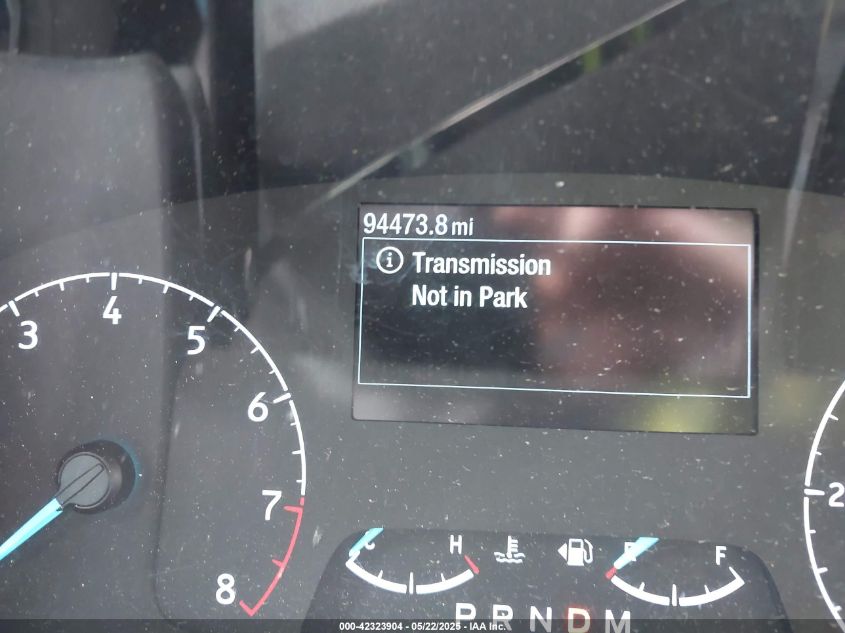 94473.8 mi
Transmission
Not in Park
3 4 5 6 7 8
2
C H
E F
P R N D M
000-42323904 - 05/22/2025 - IAA Inc.